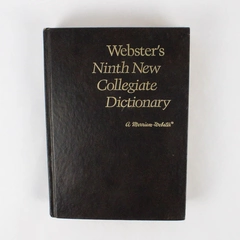 Webster's
Ninth New
Collegiate
Dictionary
a Merriam-Webster®